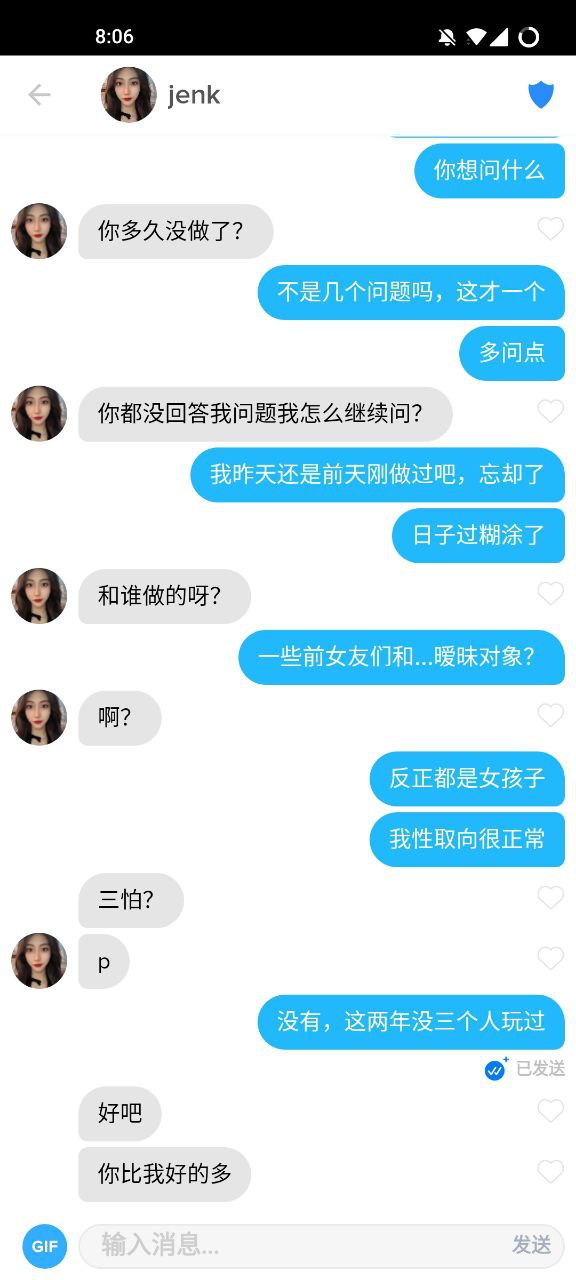 8:06
jenk
你想问什么
你多久没做了？
不是几个问题吗，这才一个
多问点
你都没回答我问题我怎么继续问？
我昨天还是前天刚做过吧，忘却了
日子过糊涂了
和谁做的呀？
一些前女友们和...暧昧对象？
啊？
反正都是女孩子
我性取向很正常
三怕？
p
没有，这两年没三个人玩过
已发送
好吧
你比我好的多
GIF
输入消息...
发送